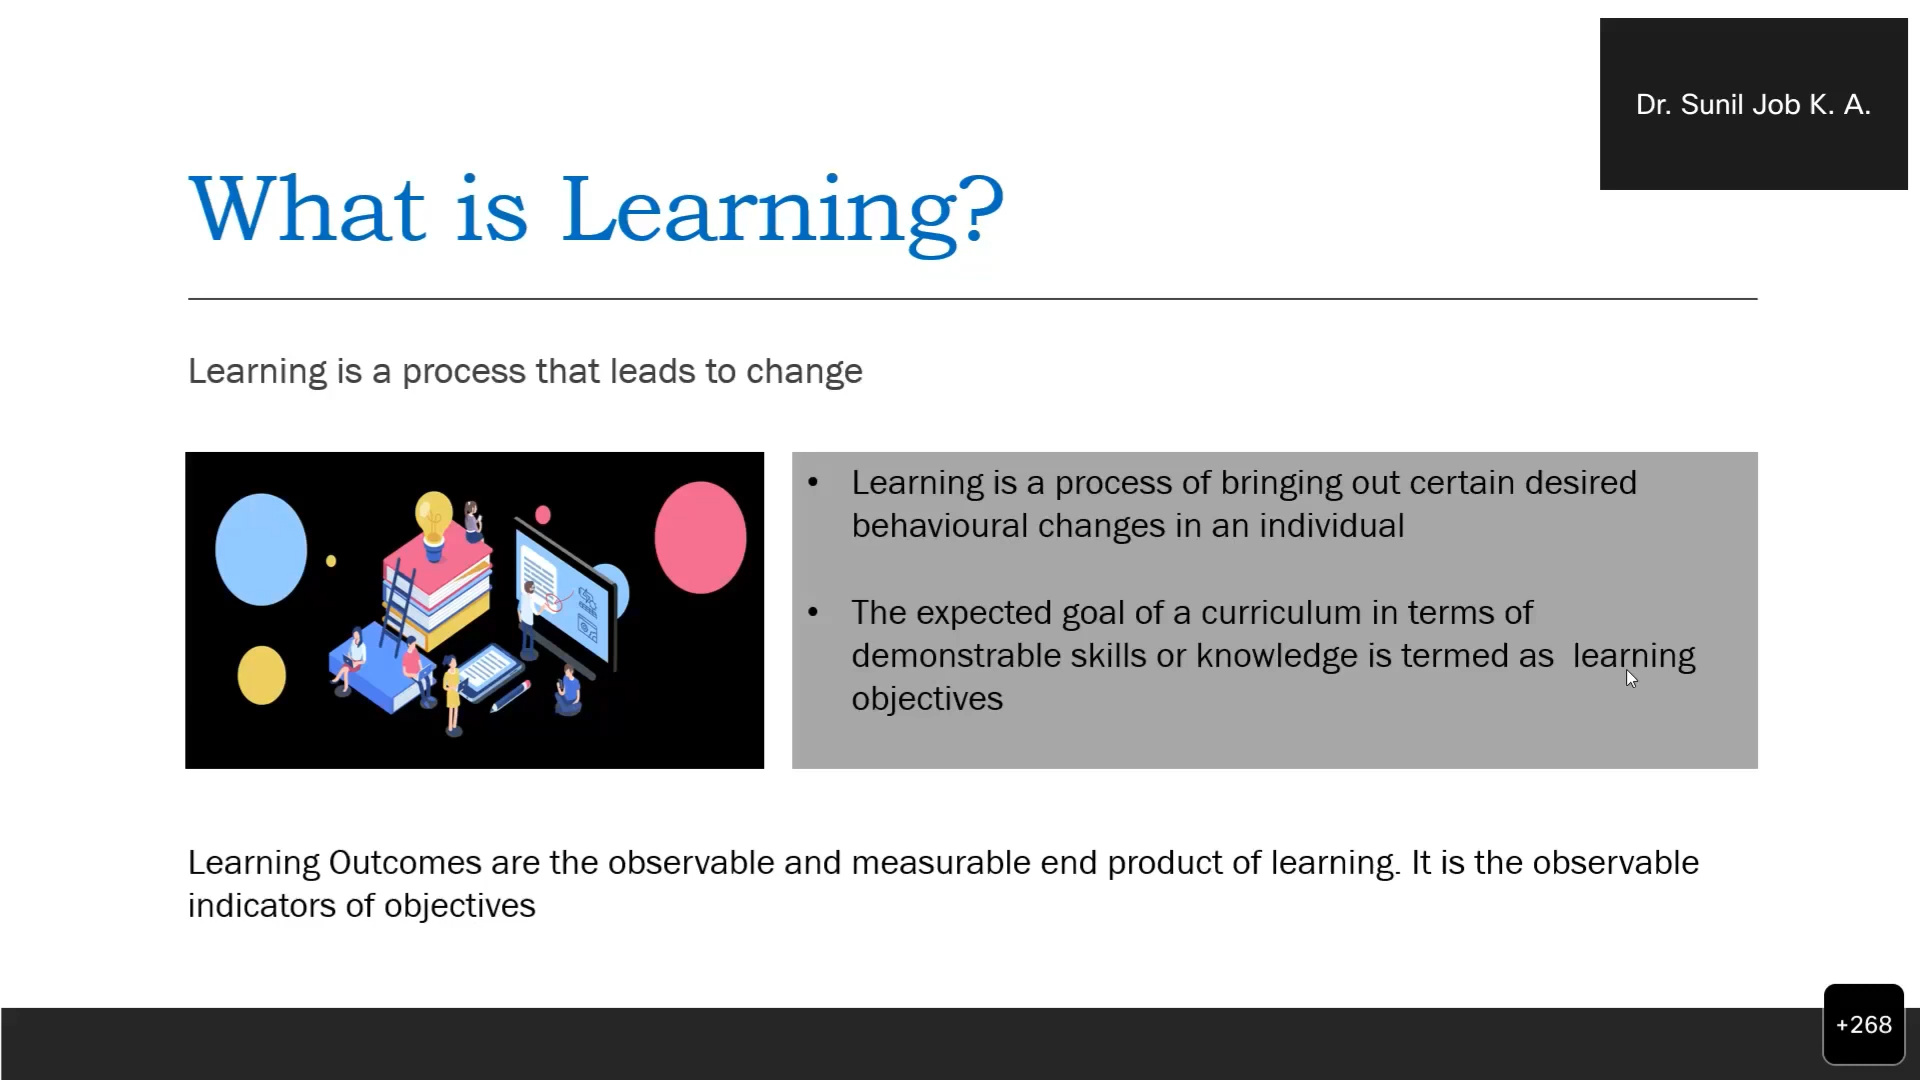 Dr. Sunil Job K. A.
What is Learning?
Learning is a process that leads to change
• Learning is a process of bringing out certain desired
behavioural changes in an individual
• The expected goal of a curriculum in terms of
demonstrable skills or knowledge is termed as  learning
objectives
Learning Outcomes are the observable and measurable end product of learning. It is the observable
indicators of objectives
+268